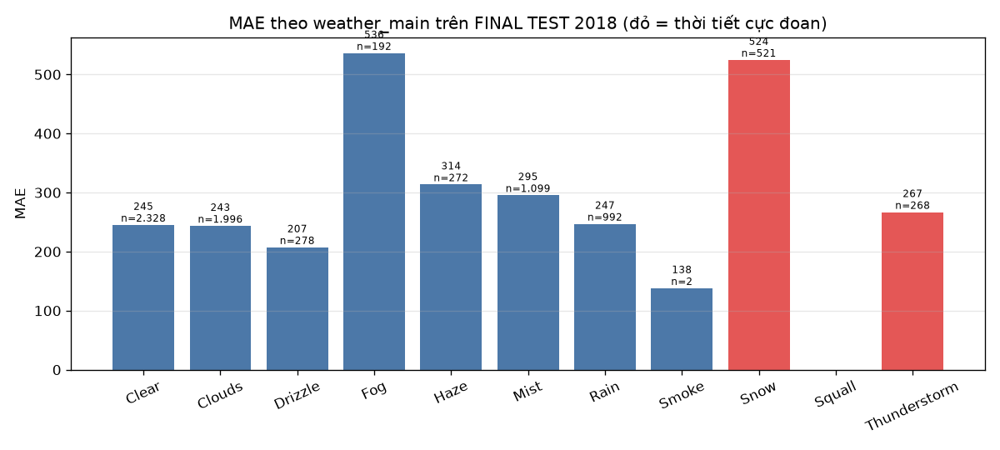 MAE theo weather_main trên FINAL TEST 2018 (đỏ = thời tiết cực đoan)
MAE
500
400
300
200
100
0
245
n=2.328
243
n=1.996
207
n=278
536
n=192
314
n=272
295
n=1.099
247
n=992
138
n=2
524
n=521
267
n=268
Clear
Clouds
Drizzle
Fog
Haze
Mist
Rain
Smoke
Snow
Squall
Thunderstorm